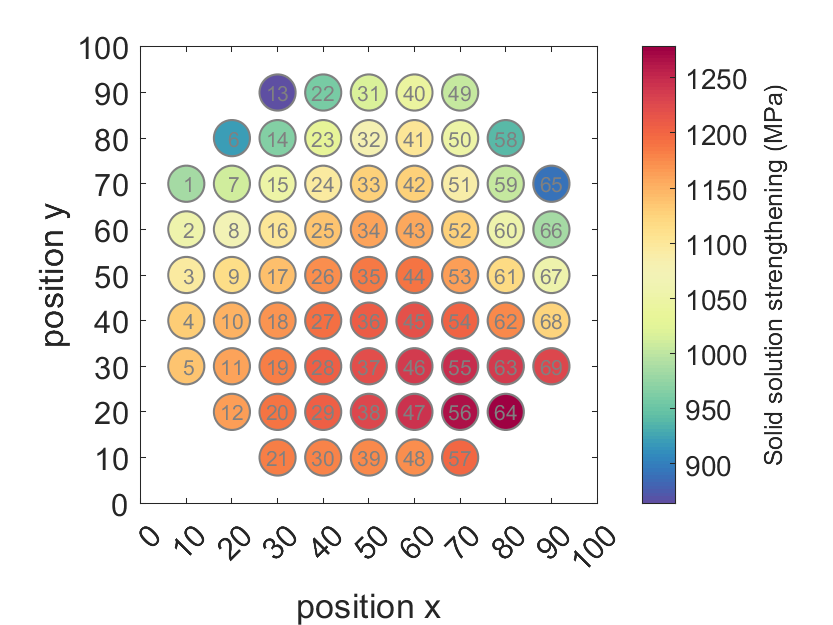 100
90
80
70
60
50
40
30
20
10
0
position y
13 22 31 40 49
6 14 23 32 41 50 58
1 7 15 24 33 42 51 59 65
2 8 16 25 34 43 52 60 66
3 9 17 26 35 44 53 61 67
4 10 18 27 36 45 54 62 68
5 11 19 28 37 46 55 63 69
12 20 29 38 47 56 64
21 30 39 48 57
0 10 20 30 40 50 60 70 80 90 100
position x
1250
1200
1150
1100
1050
1000
950
900
Solid solution strengthening (MPa)